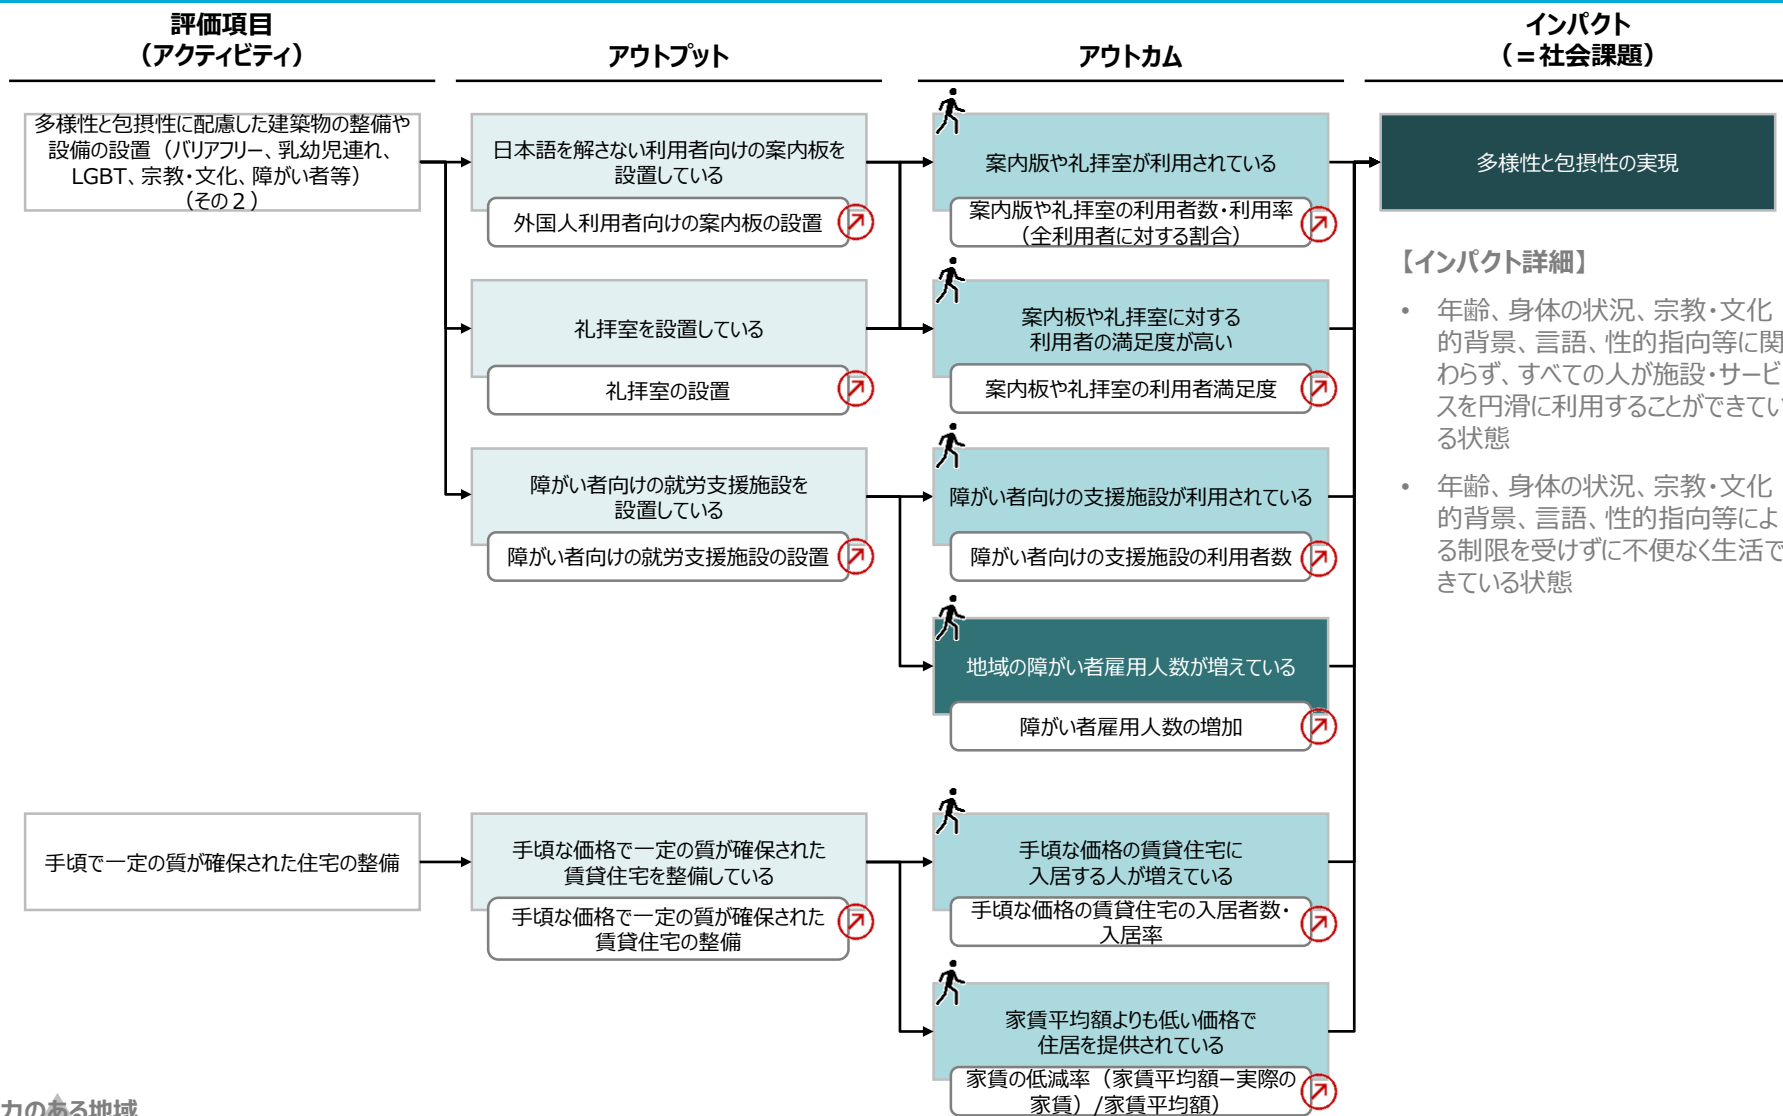 評価項目
（アクティビティ）
アウトプット
アウトカム
インパクト
（＝社会課題）
多様性と包摂性に配慮した建築物の整備や
設備の設置（バリアフリー、乳幼児連れ、
LGBT、宗教・文化、障がい者等）
（その２）
日本語を解さない利用者向けの案内板を
設置している
外国人利用者向けの案内板の設置
案内版や礼拝室が利用されている
案内版や礼拝室の利用者数・利用率
（全利用者に対する割合）
多様性と包摂性の実現
礼拝室を設置している
礼拝室の設置
案内板や礼拝室に対する
利用者の満足度が高い
案内板や礼拝室の利用者満足度
【インパクト詳細】
• 年齢、身体の状況、宗教・文化
的背景、言語、性的指向等に関
わらず、すべての人が施設・サービ
スを円滑に利用することができてい
る状態
• 年齢、身体の状況、宗教・文化
的背景、言語、性的指向等によ
る制限を受けずに不便なく生活で
きている状態
障がい者向けの就労支援施設を
設置している
障がい者向けの就労支援施設の設置
障がい者向けの支援施設が利用されている
障がい者向けの支援施設の利用者数
地域の障がい者雇用人数が増えている
障がい者雇用人数の増加
手頃で一定の質が確保された住宅の整備
手頃な価格で一定の質が確保された
賃貸住宅を整備している
手頃な価格で一定の質が確保された
賃貸住宅の整備
手頃な価格の賃貸住宅に
入居する人が増えている
手頃な価格の賃貸住宅の入居者数・
入居率
家賃平均額よりも低い価格で
住居を提供されている
家賃の低減率（家賃平均額−実際の
家賃）/家賃平均額）
力のある地域